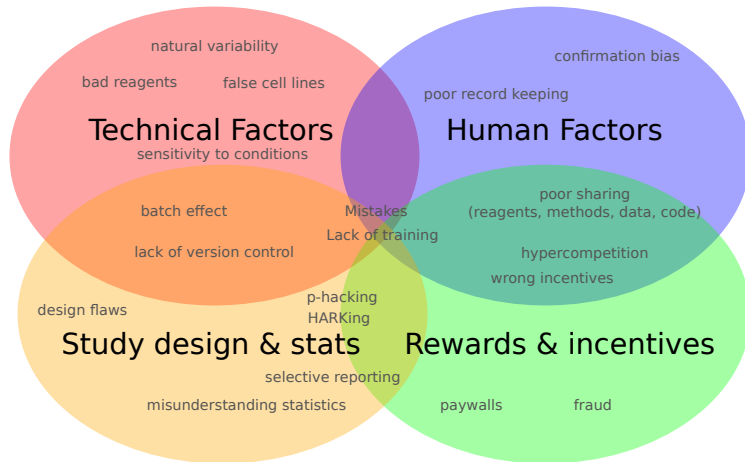 natural variability
confirmation bias
bad reagents
false cell lines
poor record keeping
Technical Factors
Human Factors
sensitivity to conditions
poor sharing
(reagents, methods, data, code)
batch effect
Mistakes
Lack of training
lack of version control
hypercompetition
wrong incentives
p-hacking
HARKing
design flaws
Study design & stats
Rewards & incentives
selective reporting
misunderstanding statistics
paywalls
fraud